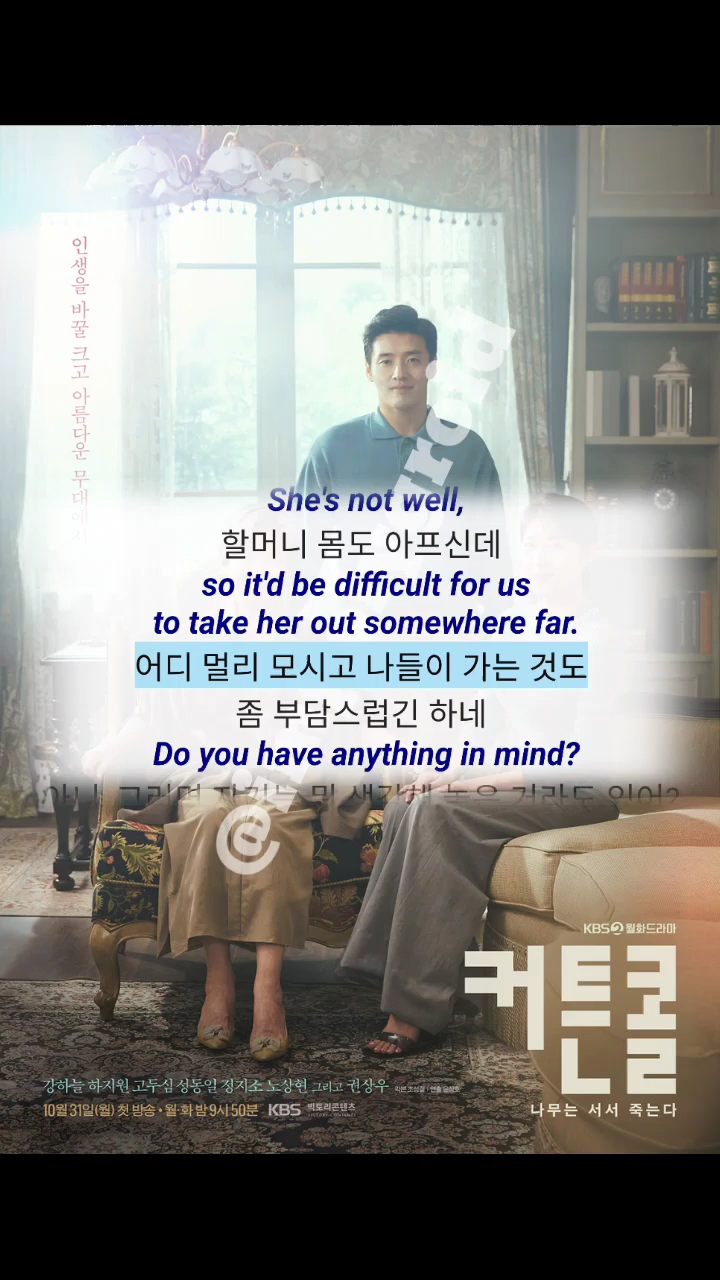 인생을 바꿀 크고 아름다운 무대에서
She's not well,
할머니 몸도 아프신데
so it'd be difficult for us
to take her out somewhere far.
어디 멀리 모시고 나들이 가는 것도
좀 부담스럽긴 하네
Do you have anything in mind?
KBS2 월화드라마
커튼콜
나무는 서서 죽는다
강하늘 하지원 고두심 성동일 정지소 노상현 그리고 권상우
10월 31일(월) 첫 방송 • 월·화 밤 9시 50분 KBS 빅토리콘텐츠